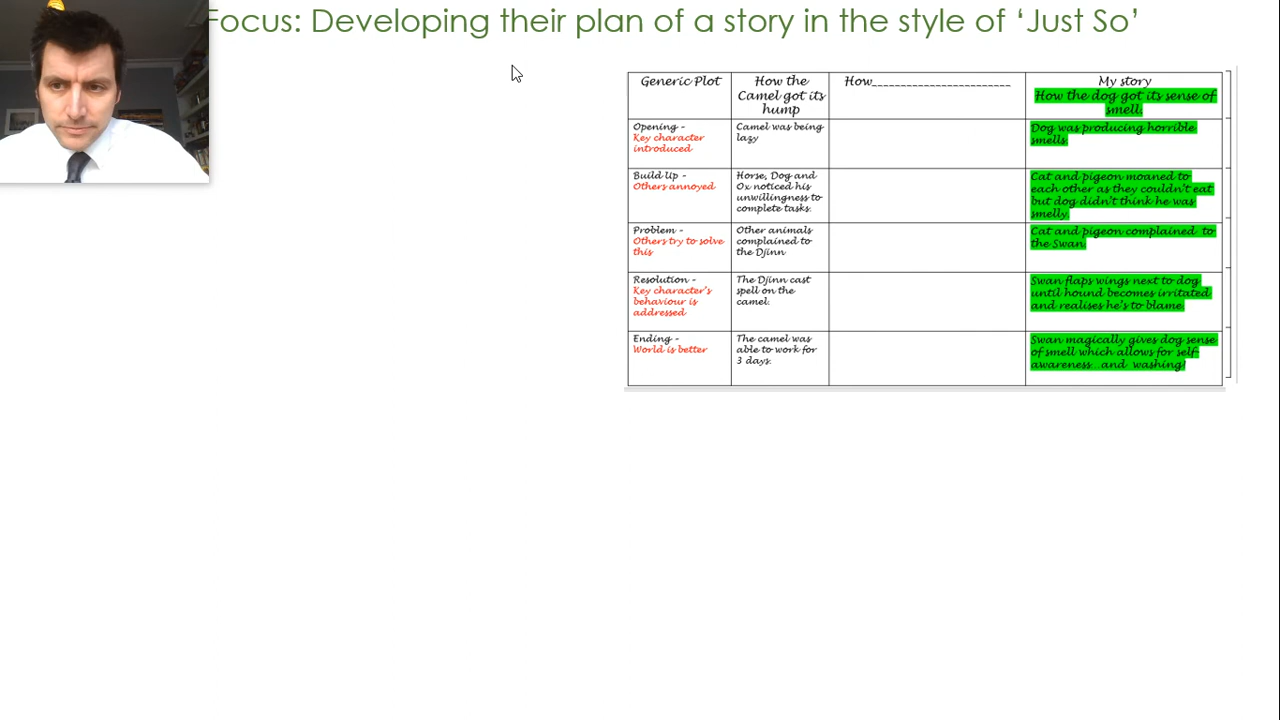 Focus: Developing their plan of a story in the style of ‘Just So’
Generic Plot
How the
Camel got its
hump
How________________________
My story
How the dog got its sense of
smell.
Opening -
Key character
introduced
Camel was being
lazy
Dog was producing horrible
smells.
Build Up -
Others annoyed
Horse, Dog and
Ox noticed his
unwillingness to
complete tasks.
Cat and pigeon moaned to
each other as they couldn't eat
but dog didn't think he was
smelly.
Problem -
Others try to solve
this
Other animals
complained to
the Djinn
Cat and pigeon complained to
the Swan.
Resolution -
Key character's
behaviour is
addressed
The Djinn cast
spell on the
camel.
Swan flaps wings next to dog
until hound becomes irritated
and realises he's to blame.
Ending -
World is better
The camel was
able to work for
3 days.
Swan magically gives dog sense
of smell which allows for self-
awareness...and washing!